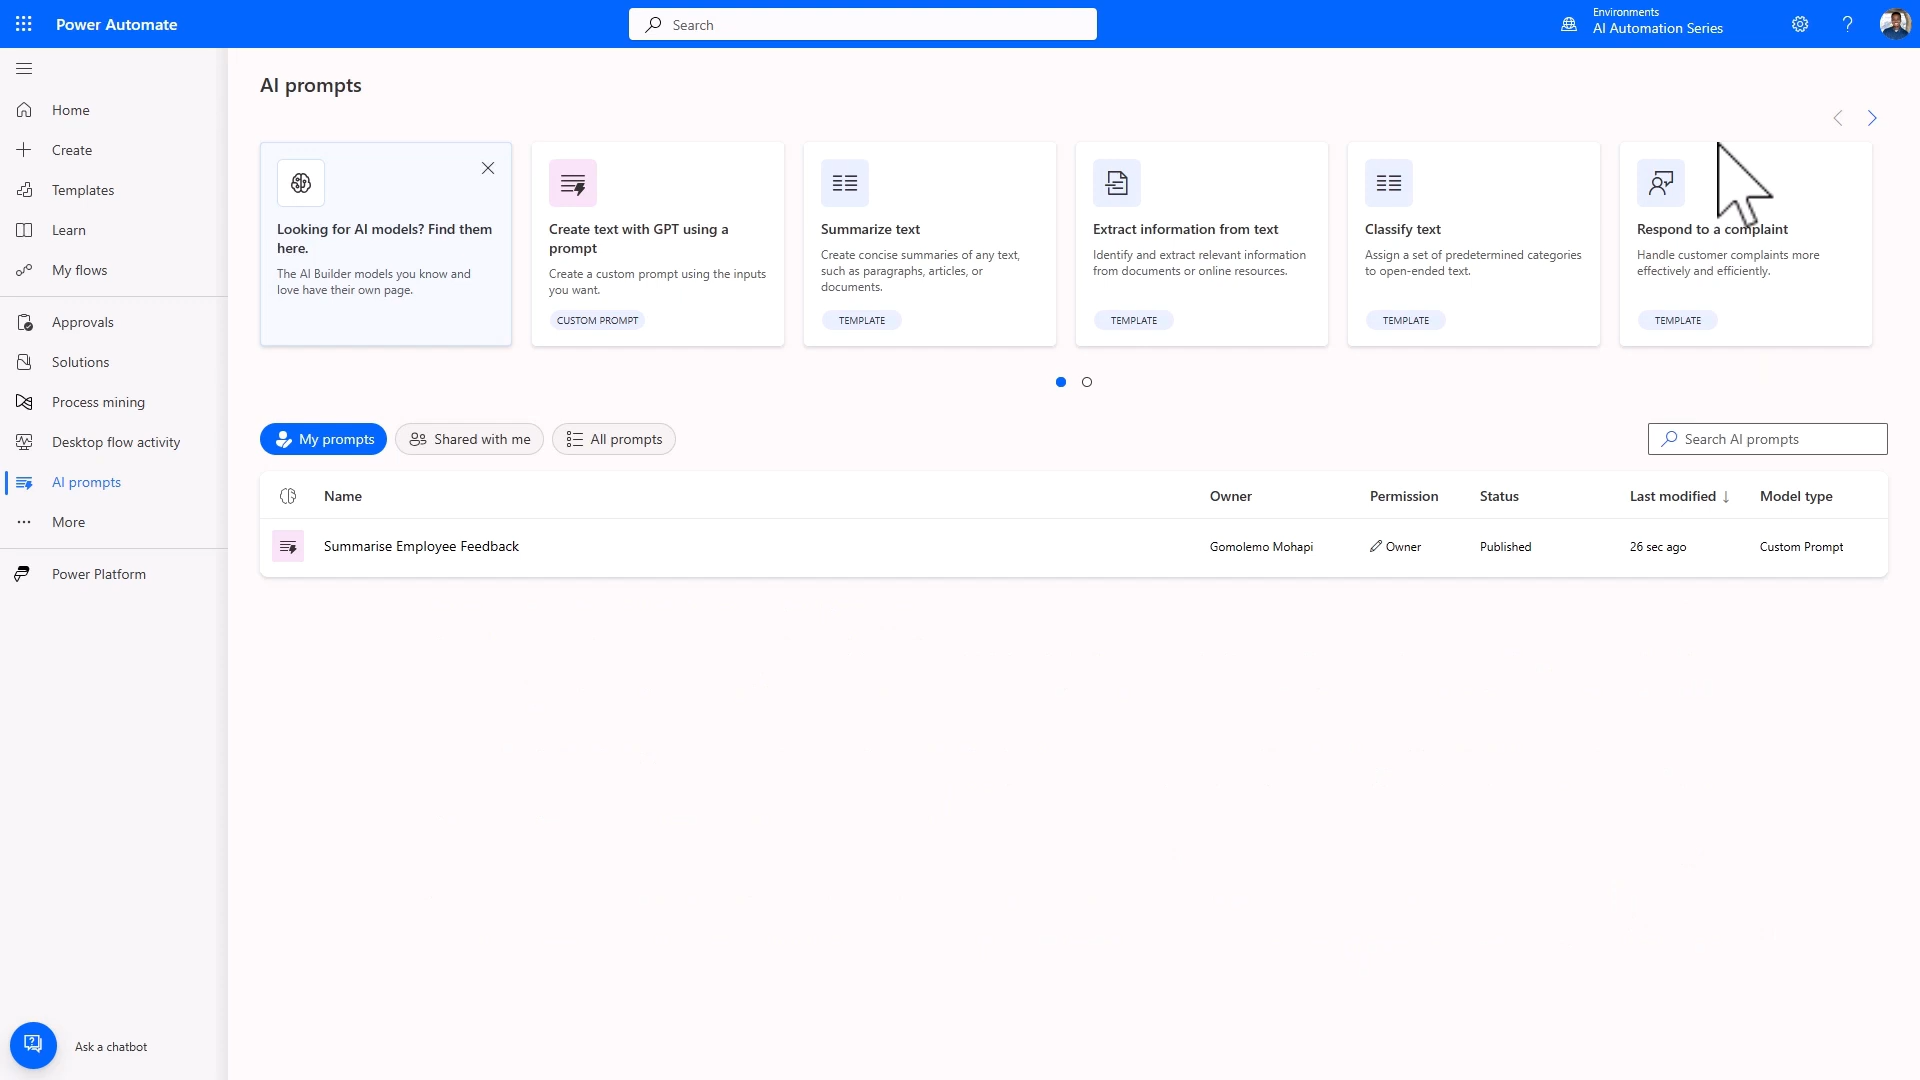 Power Automate
Search
Environments
AI Automation Series
Home
Create
Templates
Learn
My flows
Approvals
Solutions
Process mining
Desktop flow activity
AI prompts
More
Power Platform
Ask a chatbot
AI prompts
Looking for AI models? Find them
here.
The AI Builder models you know and
love have their own page.
Create text with GPT using a
prompt
Create a custom prompt using the inputs
you want.
CUSTOM PROMPT
Summarize text
Create concise summaries of any text,
such as paragraphs, articles, or
documents.
TEMPLATE
Extract information from text
Identify and extract relevant information
from documents or online resources.
TEMPLATE
Classify text
Assign a set of predetermined categories
to open-ended text.
TEMPLATE
Respond to a complaint
Handle customer complaints more
effectively and efficiently.
TEMPLATE
My prompts
Shared with me
All prompts
Search AI prompts
Name Owner Permission Status Last modified Model type
Summarise Employee Feedback Gomolemo Mohapi Owner Published 26 sec ago Custom Prompt